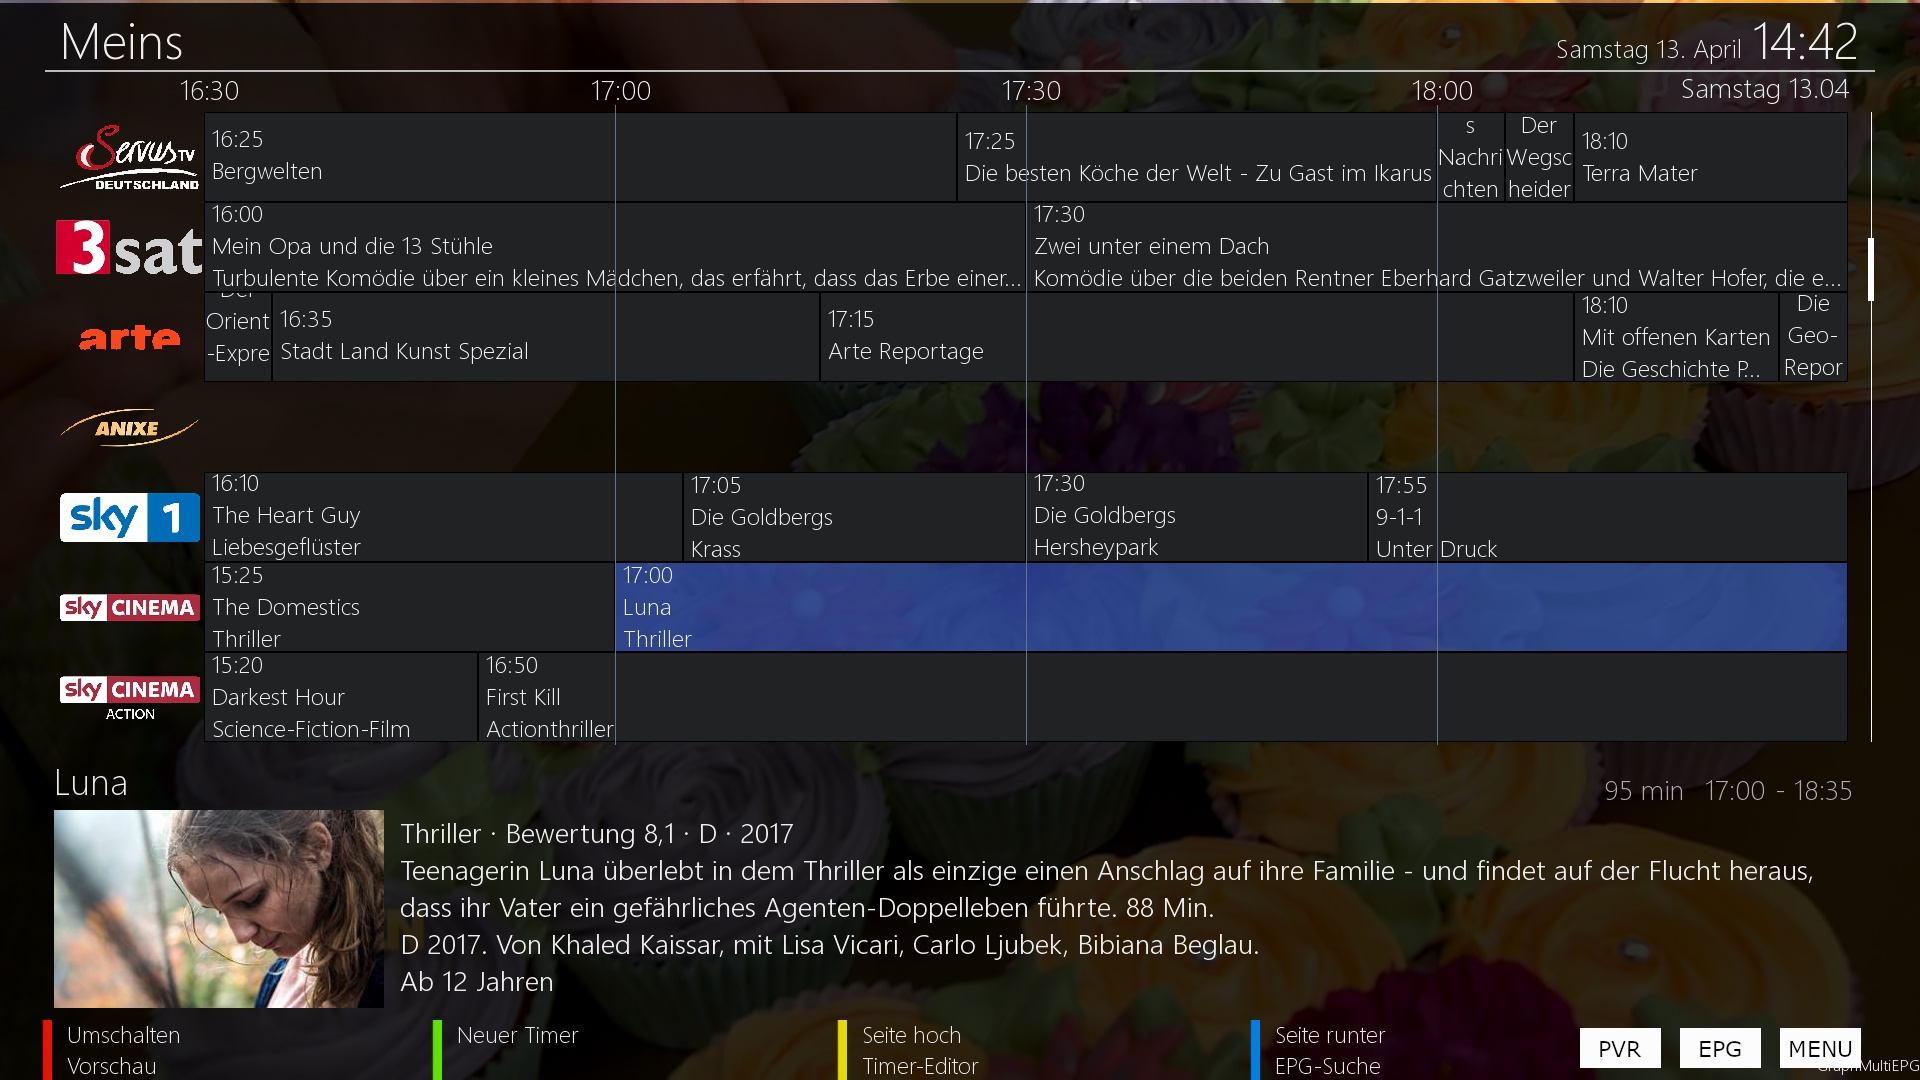 Meins
Samstag 13. April 14:42
16:30
17:00
17:30
18:00
Samstag 13.04
ServusTV
DEUTSCHLAND
16:25
Bergwelten
17:25
Die besten Köche der Welt - Zu Gast im Ikarus
s
Nachri
chten
Der
Wegsc
heider
18:10
Terra Mater
3sat
16:00
Mein Opa und die 13 Stühle
Turbulente Komödie über ein kleines Mädchen, das erfährt, dass das Erbe einer...
17:30
Zwei unter einem Dach
Komödie über die beiden Rentner Eberhard Gatzweiler und Walter Hofer, die e...
arte
Der
Orient
-Expre
16:35
Stadt Land Kunst Spezial
17:15
Arte Reportage
18:10
Mit offenen Karten
Die Geschichte P...
Die
Geo-
Repor
ANIXE
sky 1
16:10
The Heart Guy
Liebesgeflüster
17:05
Die Goldbergs
Krass
17:30
Die Goldbergs
Hersheypark
17:55
9-1-1
Unter Druck
sky CINEMA
15:25
The Domestics
Thriller
17:00
Luna
Thriller
sky CINEMA
ACTION
15:20
Darkest Hour
Science-Fiction-Film
16:50
First Kill
Actionthriller
Luna
95 min 17:00 - 18:35
Thriller · Bewertung 8,1 · D · 2017
Teenagerin Luna überlebt in dem Thriller als einzige einen Anschlag auf ihre Familie - und findet auf der Flucht heraus,
dass ihr Vater ein gefährliches Agenten-Doppelleben führte. 88 Min.
D 2017. Von Khaled Kaissar, mit Lisa Vicari, Carlo Ljubek, Bibiana Beglau.
Ab 12 Jahren
Umschalten
Vorschau
Neuer Timer
Seite hoch
Timer-Editor
Seite runter
EPG-Suche
PVR
EPG
MENU
GraphMultiEPG